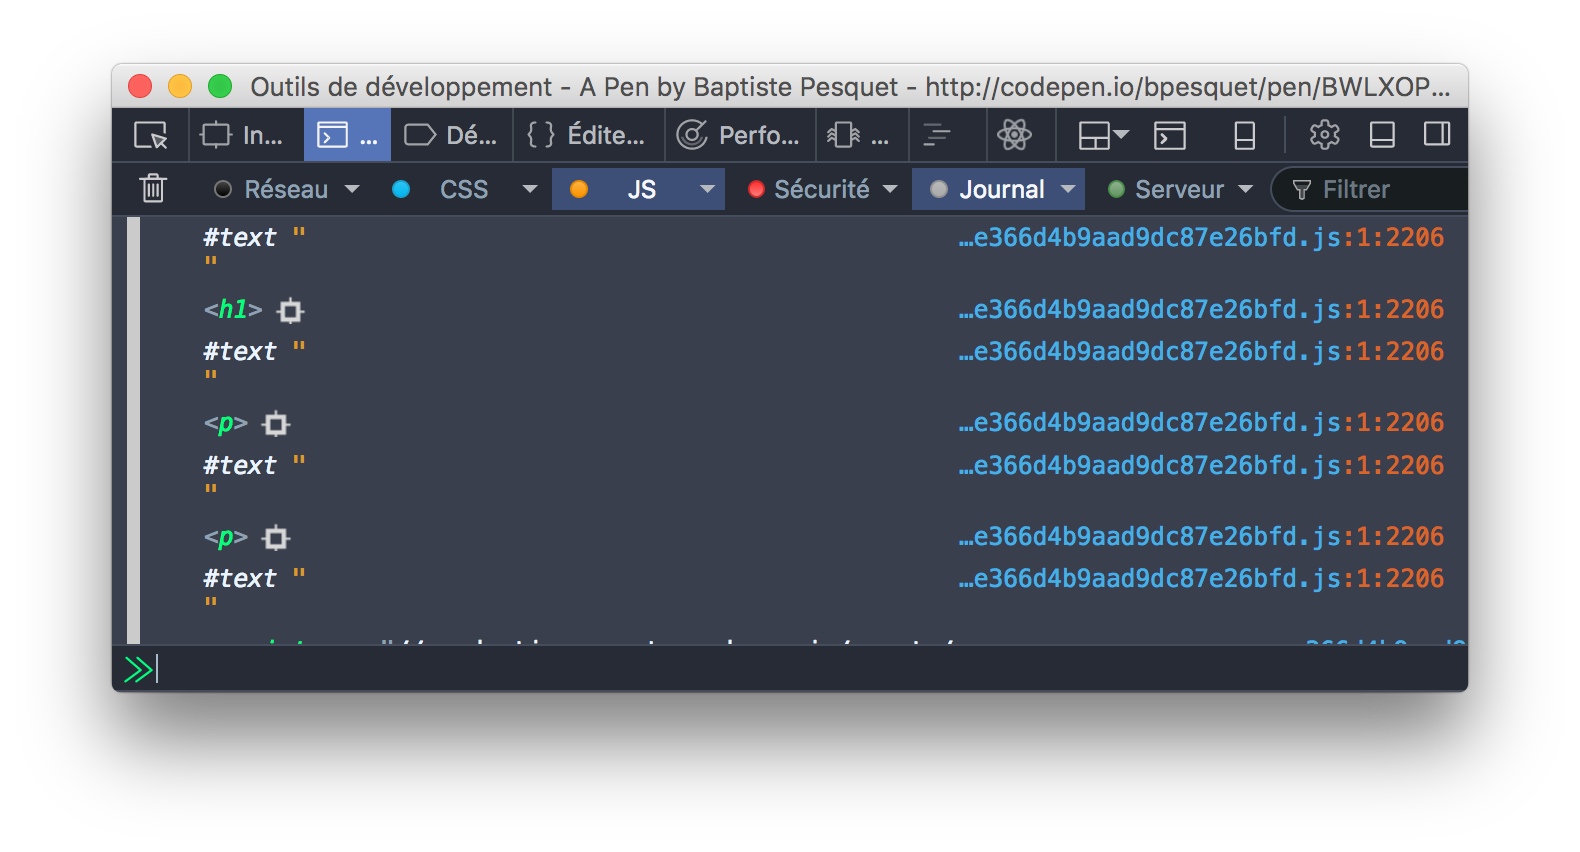 Outils de développement - A Pen by Baptiste Pesquet - http://codepen.io/bpesquet/pen/BWLXOP...
In... ... Dé... { } Édite... Perfo... ...
Réseau CSS JS Sécurité Journal Serveur Filtrer
#text "
" …e366d4b9aad9dc87e26bfd.js:1:2206
<h1> …e366d4b9aad9dc87e26bfd.js:1:2206
#text "
" …e366d4b9aad9dc87e26bfd.js:1:2206
<p> …e366d4b9aad9dc87e26bfd.js:1:2206
#text "
" …e366d4b9aad9dc87e26bfd.js:1:2206
<p> …e366d4b9aad9dc87e26bfd.js:1:2206
#text "
" …e366d4b9aad9dc87e26bfd.js:1:2206